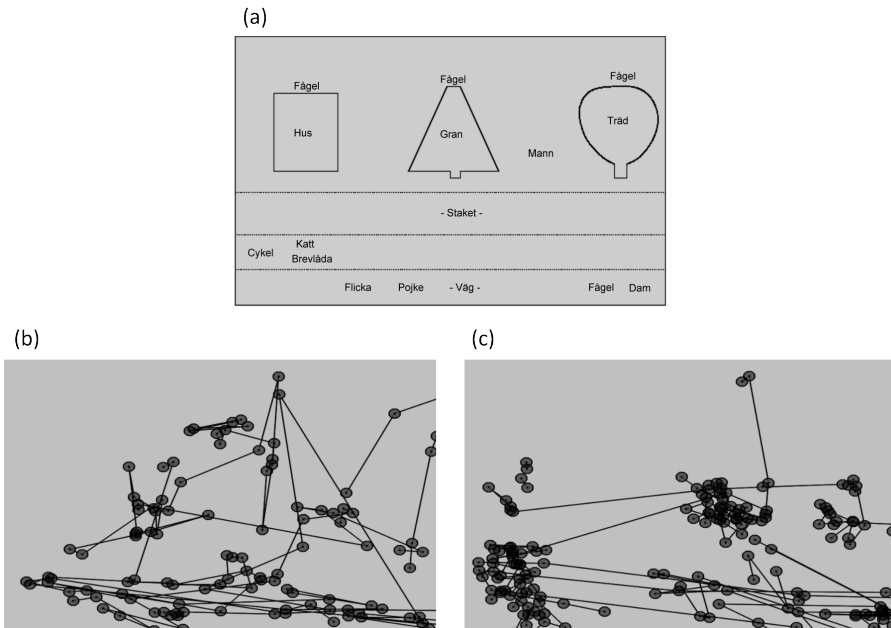 (a)
Fågel
Fågel
Fågel
Hus
Gran
Träd
Mann
- Staket -
Katt
Cykel
Brevlåda
Flicka Pojke - Väg - Fågel Dam
(b) (c)